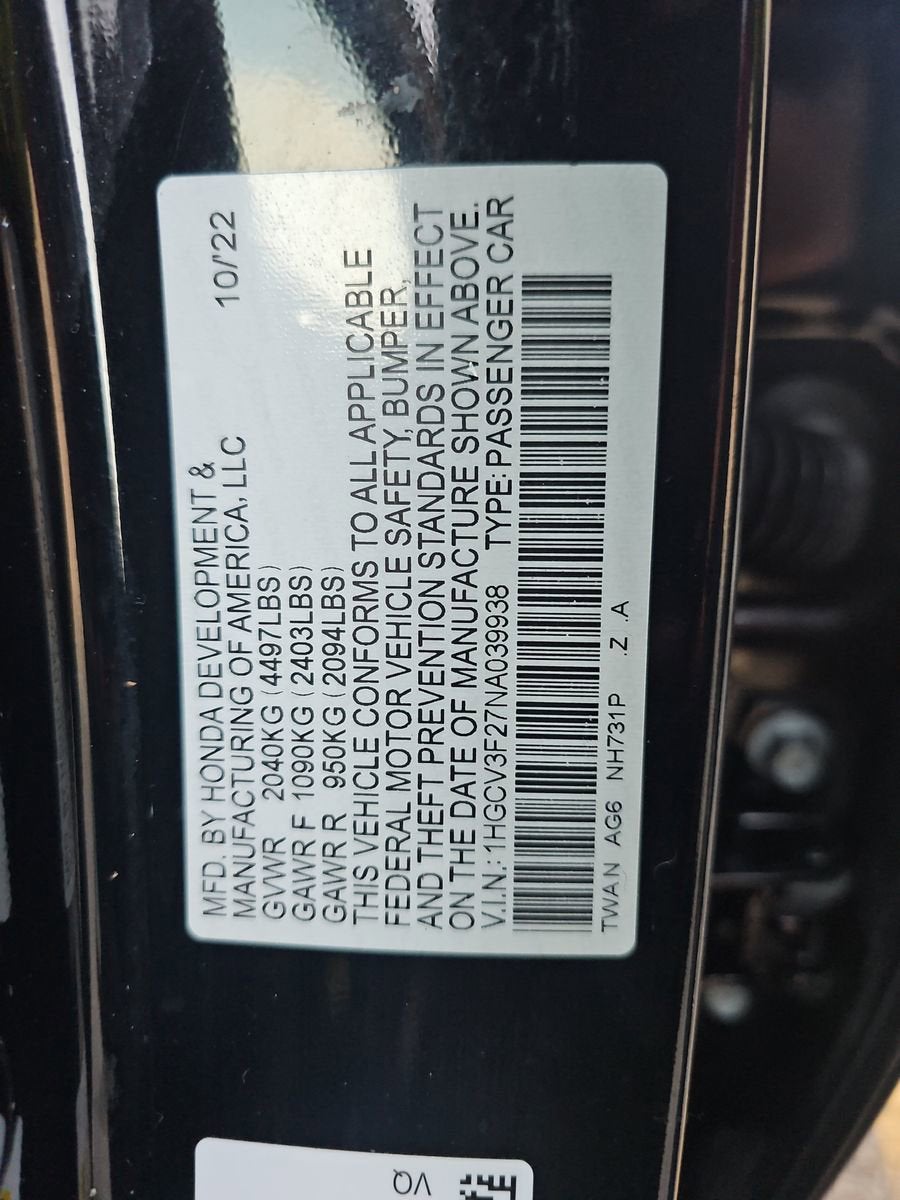 MFD. BY HONDA DEVELOPMENT &
MANUFACTURING OF AMERICA, LLC 10/'22
GVWR 2040KG (4497LBS)
GAWR F 1090KG (2403LBS)
GAWR R 950KG (2094LBS)
THIS VEHICLE CONFORMS TO ALL APPLICABLE
FEDERAL MOTOR VEHICLE SAFETY, BUMPER,
AND THEFT PREVENTION STANDARDS IN EFFECT
ON THE DATE OF MANUFACTURE SHOWN ABOVE.
V.I.N.: 1HGCV3F27NA039938 TYPE: PASSENGER CAR
TWAN AG6 NH731P .Z .A
VQ